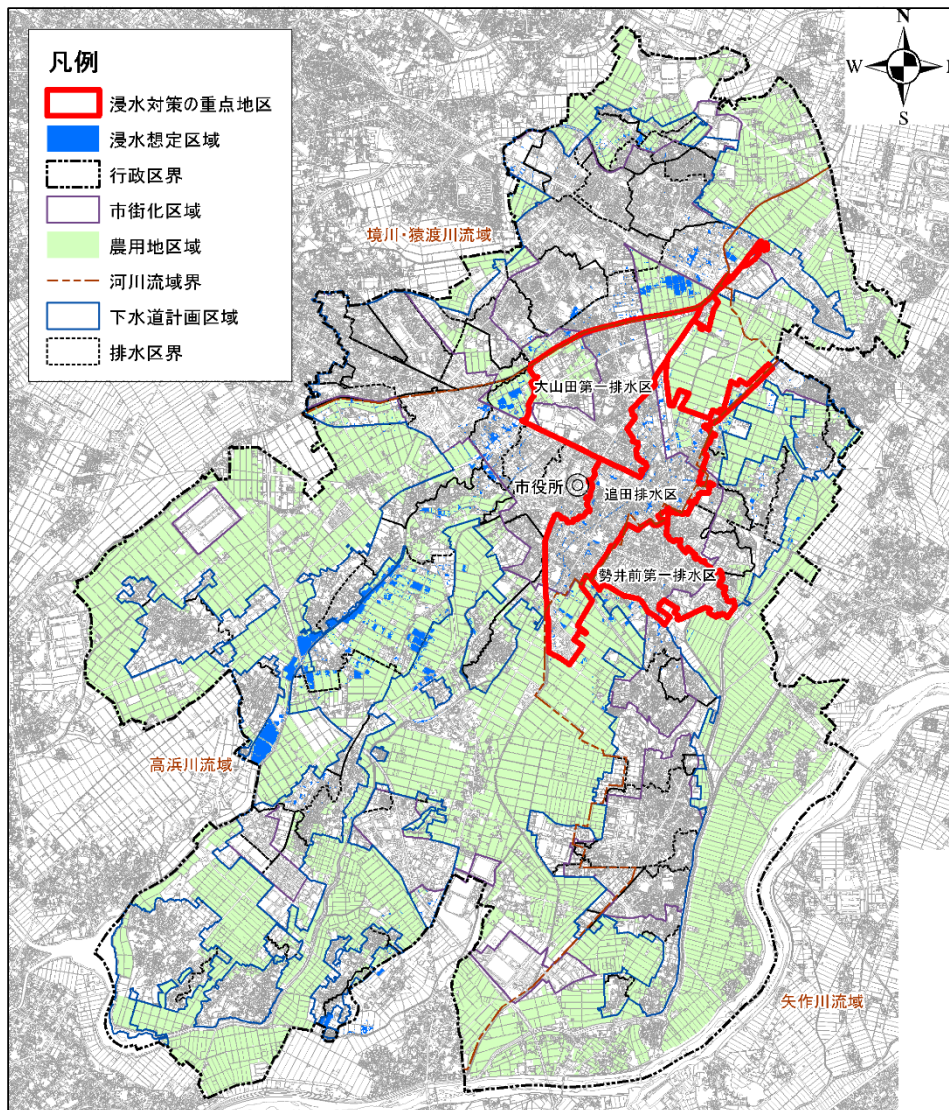 凡例
浸水対策の重点地区
浸水想定区域
行政区界
市街化区域
農用地区域
河川流域界
下水道計画区域
排水区界
N
W
E
S
境川・猿渡川流域
大山田第一排水区
市役所
追田排水区
勢井前第一排水区
高浜川流域
矢作川流域